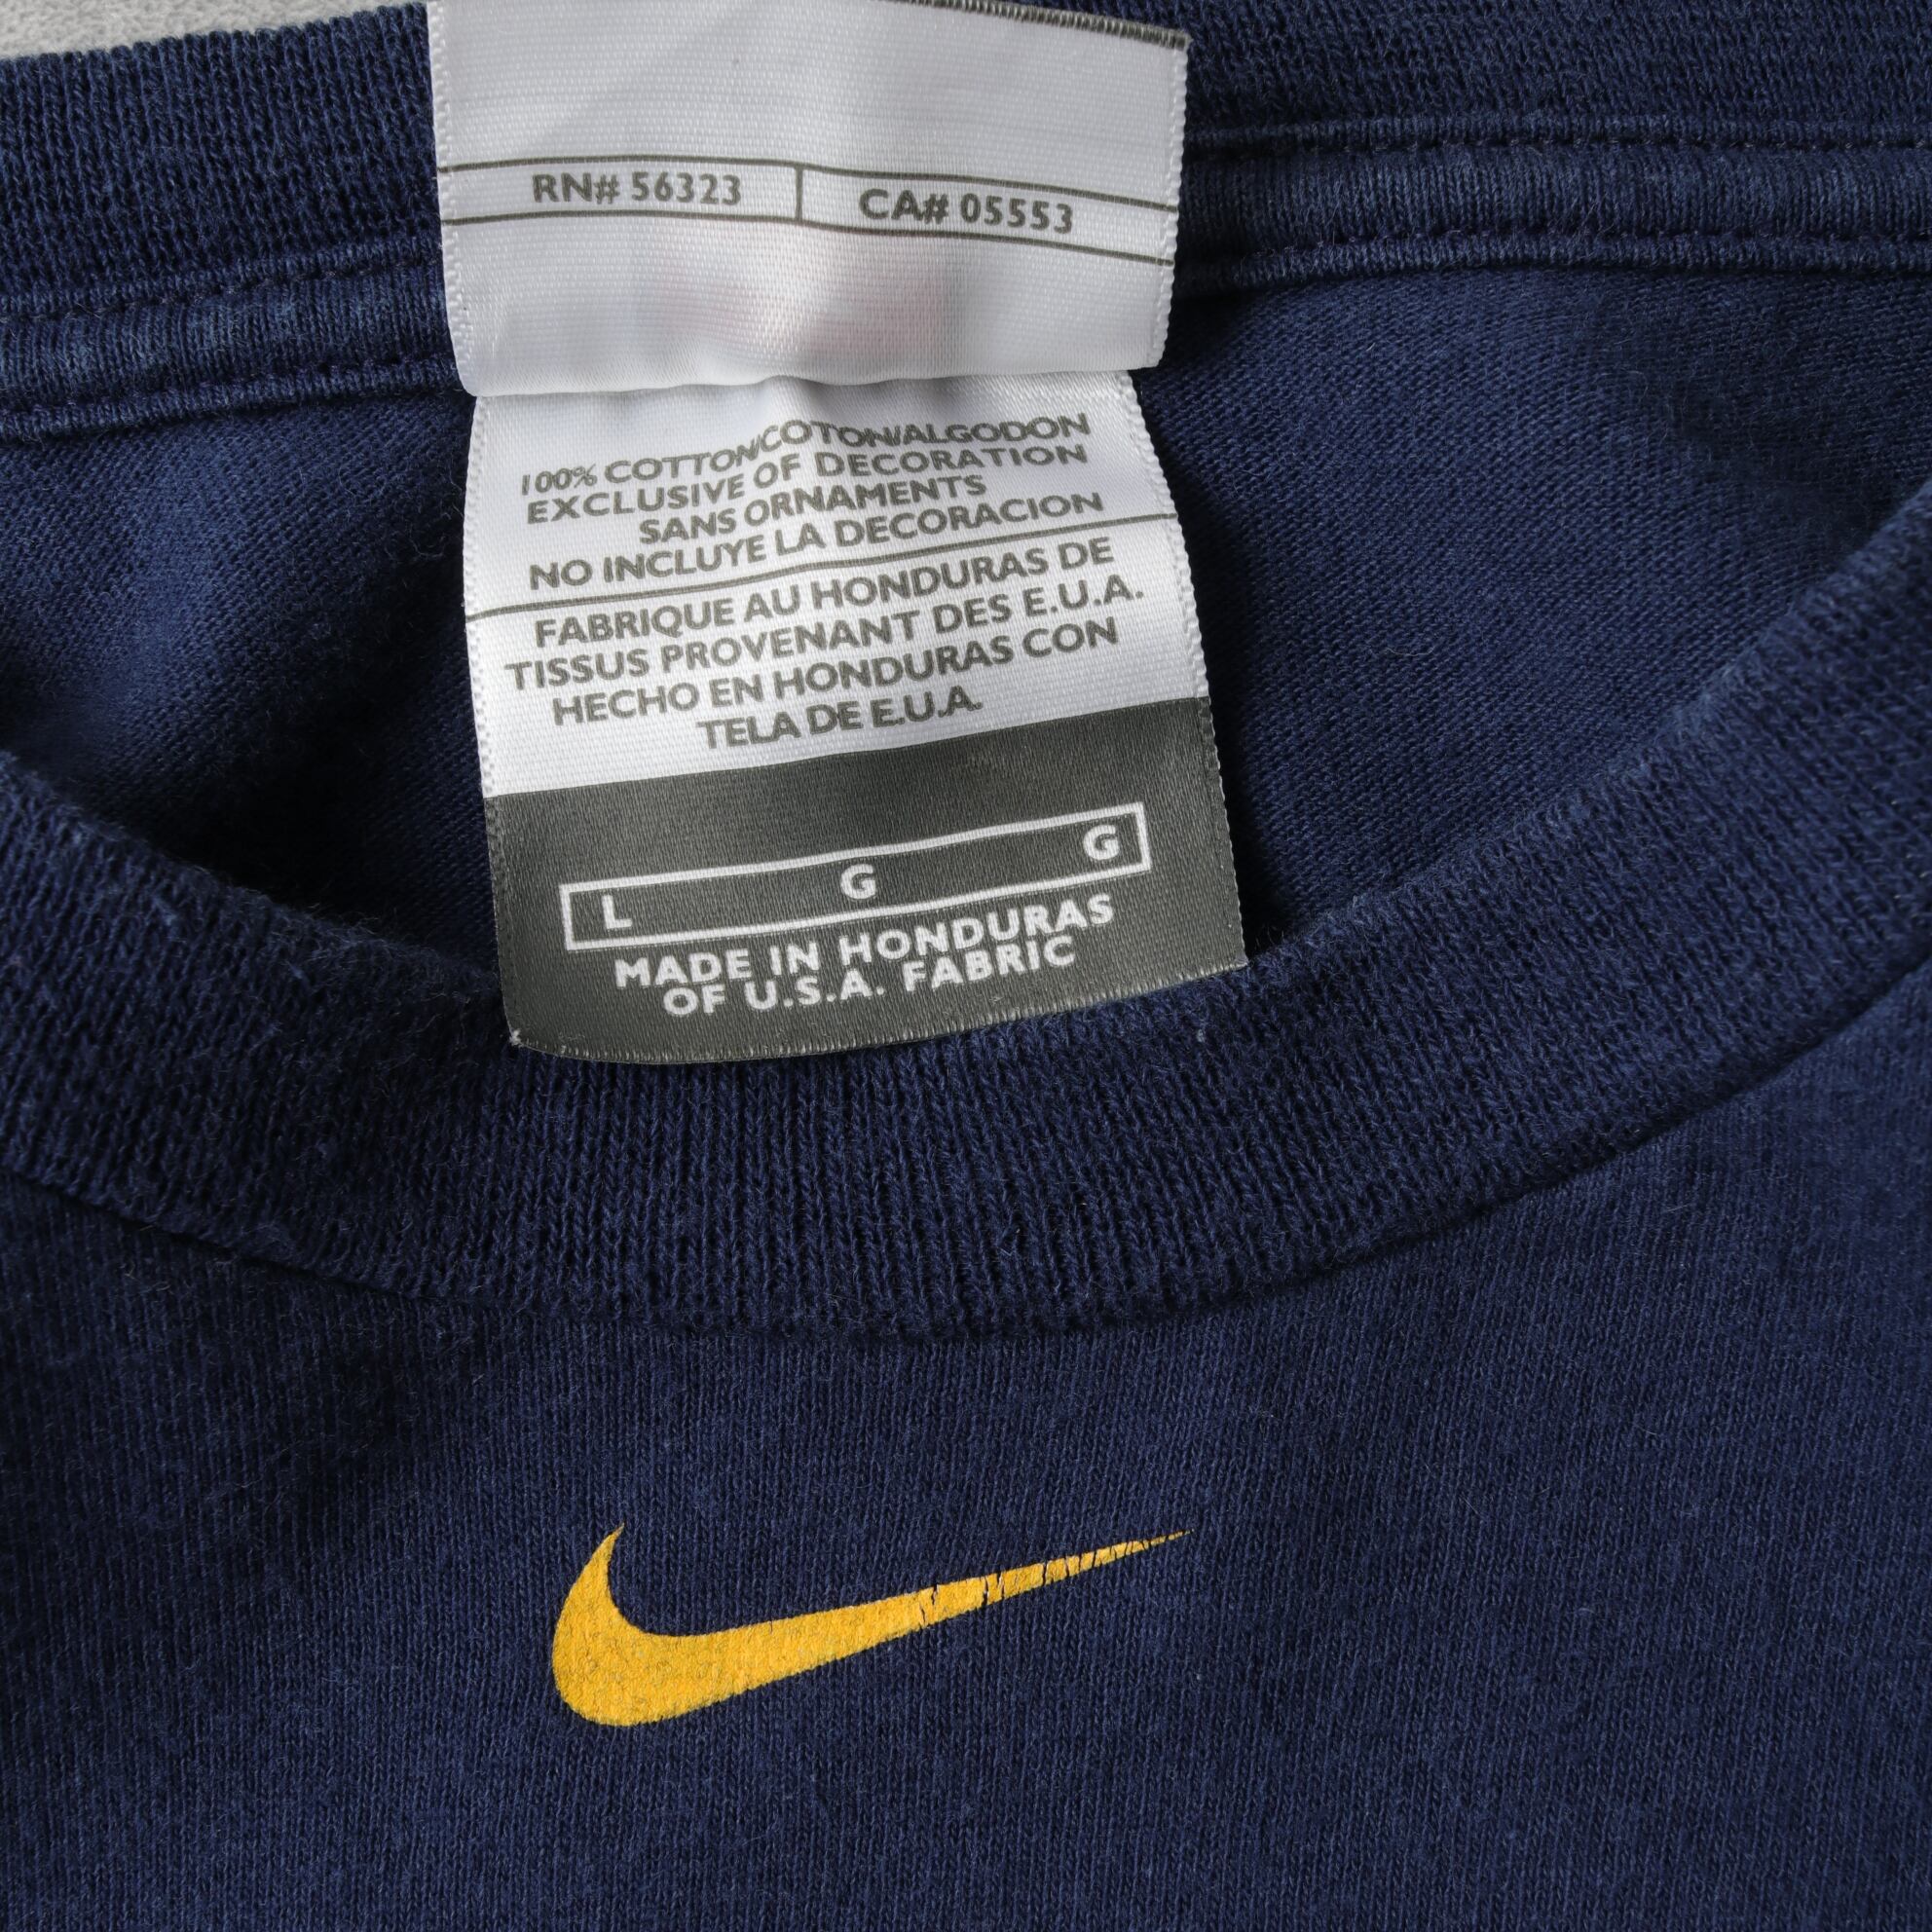 RN# 56323 CA# 05553
100% COTTON/COTON/ALGODON
EXCLUSIVE OF DECORATION
SANS ORNAMENTS
NO INCLUYE LA DECORACION
FABRIQUE AU HONDURAS DE
TISSUS PROVENANT DES E.U.A.
HECHO EN HONDURAS CON
TELA DE E.U.A.
L G G
MADE IN HONDURAS
OF U.S.A. FABRIC